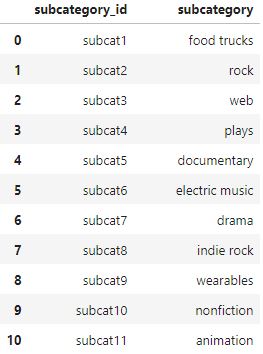 subcategory_id subcategory
0 subcat1 food trucks
1 subcat2 rock
2 subcat3 web
3 subcat4 plays
4 subcat5 documentary
5 subcat6 electric music
6 subcat7 drama
7 subcat8 indie rock
8 subcat9 wearables
9 subcat10 nonfiction
10 subcat11 animation